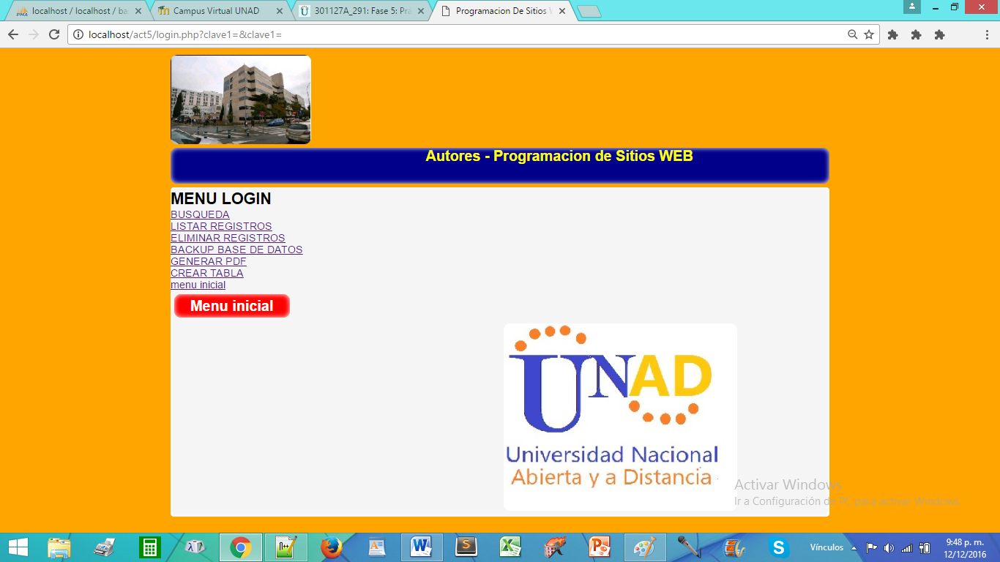 localhost / localhost / ba
Campus Virtual UNAD
301127A_291: Fase 5: Pra
Programacion De Sitios W
localhost/act5/login.php?clave1=&clave1=
Autores - Programacion de Sitios WEB
MENU LOGIN
BUSQUEDA
LISTAR REGISTROS
ELIMINAR REGISTROS
BACKUP BASE DE DATOS
GENERAR PDF
CREAR TABLA
menu inicial
Menu inicial
UNAD
Universidad Nacional
Abierta y a Distancia
Activar Windows
Ir a Configuración de PC para activar Windows.
Vínculos
9:48 p. m.
12/12/2016